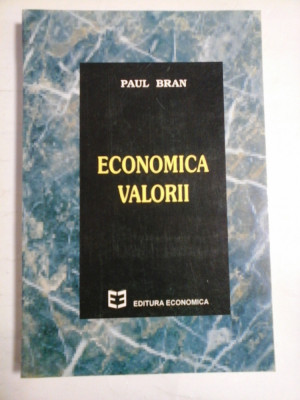 PAUL BRAN
ECONOMICA
VALORII
EDITURA ECONOMICA